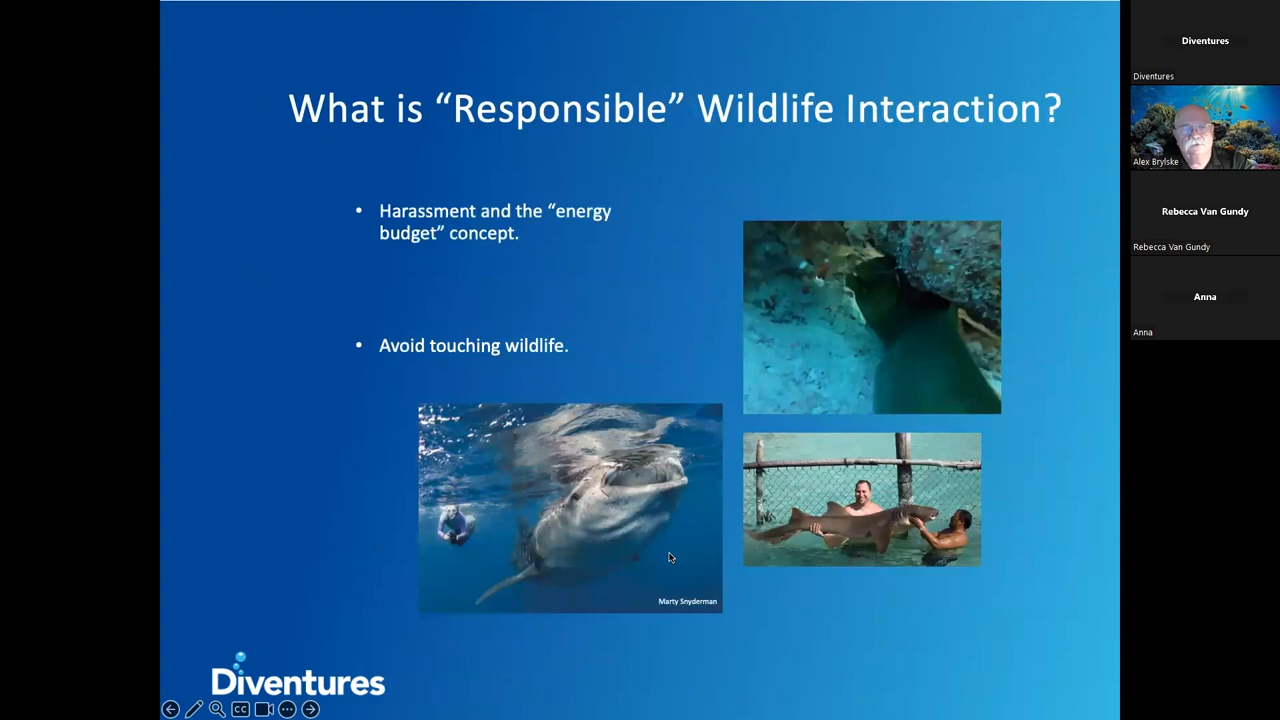 What is “Responsible” Wildlife Interaction?
• Harassment and the “energy
budget” concept.
• Avoid touching wildlife.
Marty Snyderman
Diventures
CC
Diventures
Diventures
Alex Brylske
Rebecca Van Gundy
Rebecca Van Gundy
Anna
Anna